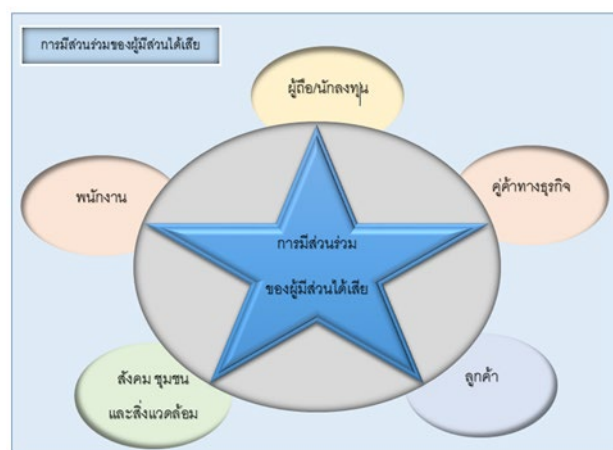 การมีส่วนร่วมของผู้มีส่วนได้เสีย
ผู้ถือ/นักลงทุน
พนักงาน
คู่ค้าทางธุรกิจ
การมีส่วนร่วม
ของผู้มีส่วนได้เสีย
สังคม ชุมชน
และสิ่งแวดล้อม
ลูกค้า